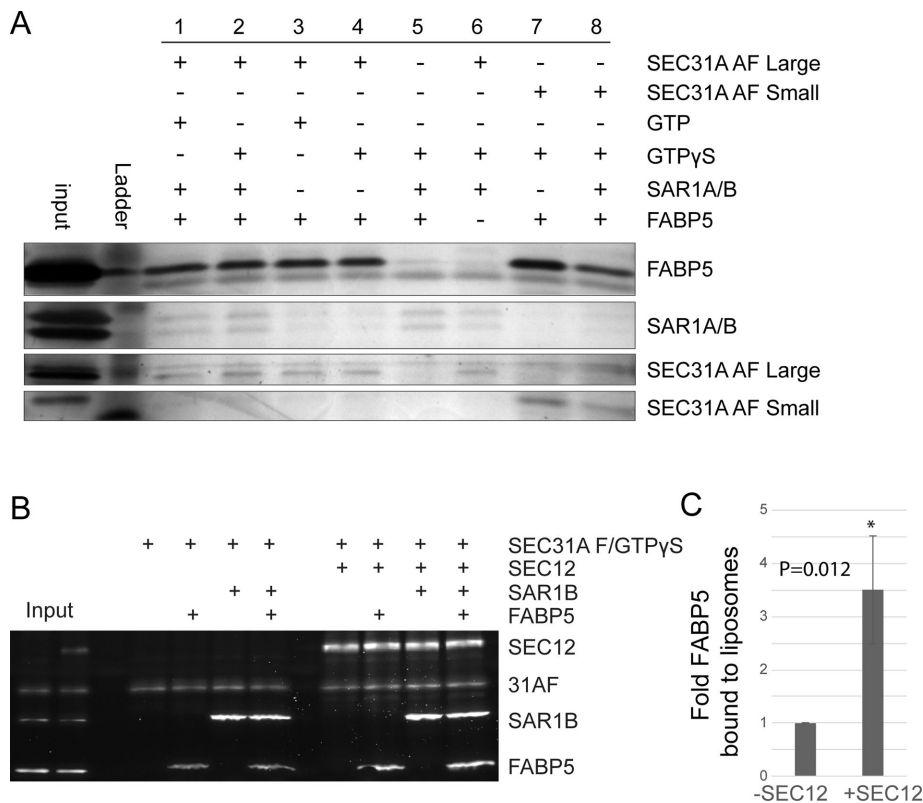 A
1 2 3 4 5 6 7 8
+ + + + - + - - SEC31A AF Large
- - - - - - + + SEC31A AF Small
+ - + - - - - - GTP
- + - + + + + + GTPγS
+ + - - + + - + SAR1A/B
+ + + + + - + + FABP5
input
Ladder
FABP5
SAR1A/B
SEC31A AF Large
SEC31A AF Small
B
+ + + + + + + + SEC31A F/GTPγS
+ + + + SEC12
+ + + + SAR1B
Input + + + + FABP5
SEC12
31AF
SAR1B
FABP5
C
Fold FABP5
bound to liposomes
5
*
4
P=0.012
3
2
1
0
-SEC12 +SEC12